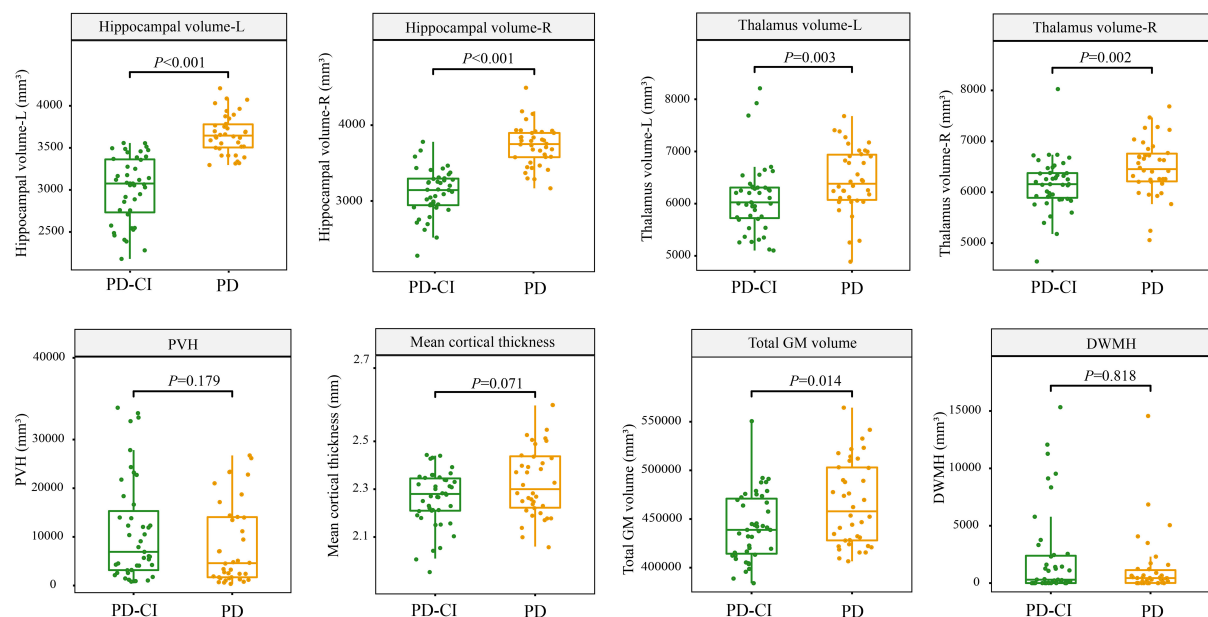 Hippocampal volume-L
P<0.001
Hippocampal volume-L (mm³)
4000
3500
3000
2500
PD-CI
PD
Hippocampal volume-R
P<0.001
Hippocampal volume-R (mm³)
4000
3000
PD-CI
PD
Thalamus volume-L
P=0.003
Thalamus volume-L (mm³)
8000
7000
6000
5000
PD-CI
PD
Thalamus volume-R
P=0.002
Thalamus volume-R (mm³)
8000
7000
6000
5000
PD-CI
PD
PVH
P=0.179
PVH (mm³)
40000
30000
20000
10000
0
PD-CI
PD
Mean cortical thickness
P=0.071
Mean cortical thickness (mm)
2.7
2.5
2.3
2.1
PD-CI
PD
Total GM volume
P=0.014
Total GM volume (mm³)
550000
500000
450000
400000
PD-CI
PD
DWMH
P=0.818
DWMH (mm³)
15000
10000
5000
0
PD-CI
PD